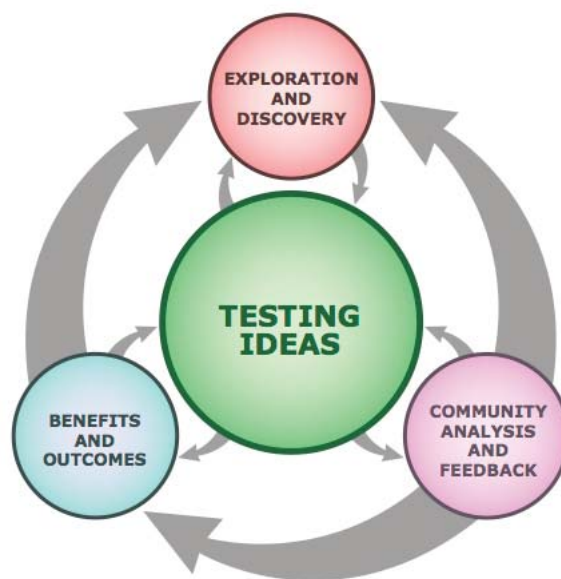 EXPLORATION
AND
DISCOVERY
TESTING
IDEAS
BENEFITS
AND
OUTCOMES
COMMUNITY
ANALYSIS
AND
FEEDBACK